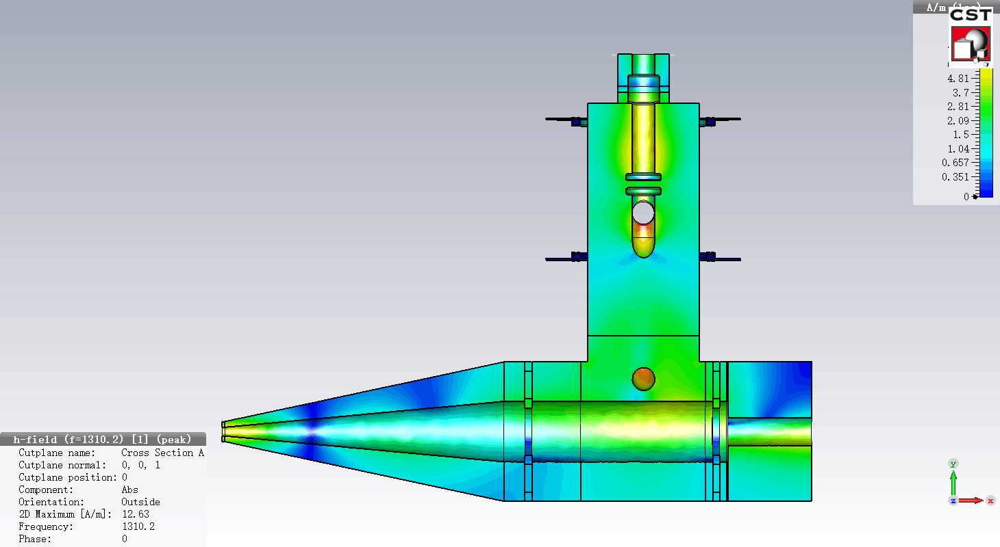 A/m (log)
CST
4.81
3.7
2.81
2.09
1.5
1.04
0.657
0.351
0
h-field (f=1310.2) [1] (peak)
Cutplane name: Cross Section A
Cutplane normal: 0, 0, 1
Cutplane position: 0
Component: Abs
Orientation: Outside
2D Maximum [A/m]: 12.63
Frequency: 1310.2
Phase: 0
y
z
x